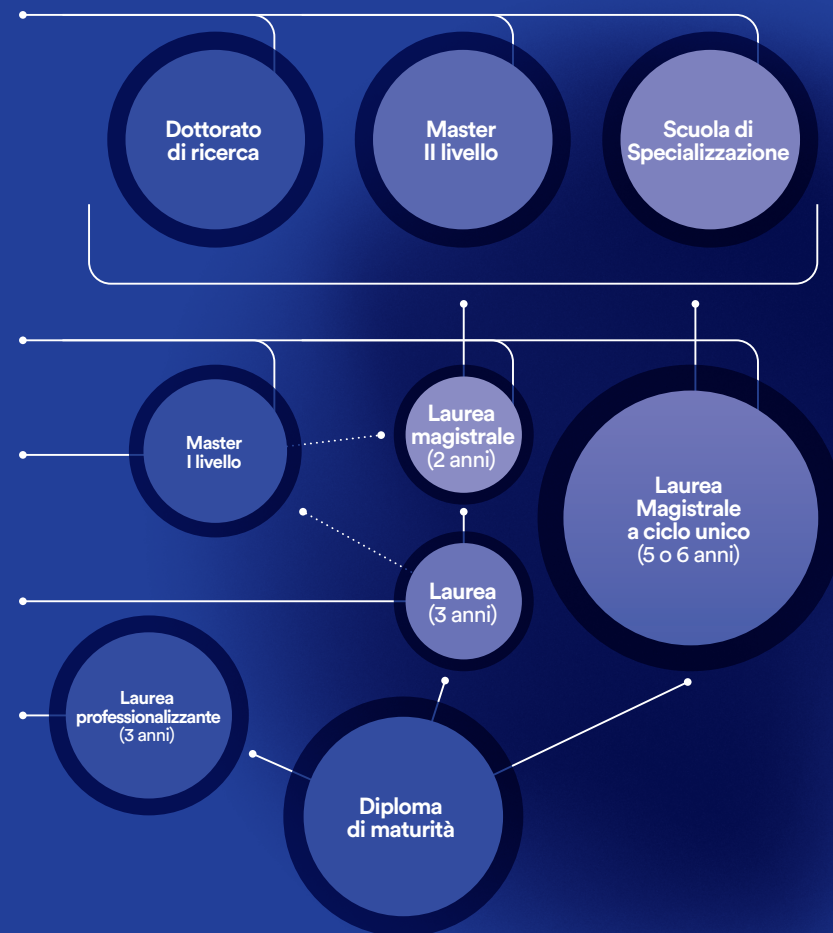 Dottorato
di ricerca
Master
II livello
Scuola di
Specializzazione
Master
I livello
Laurea
magistrale
(2 anni)
Laurea
Magistrale
a ciclo unico
(5 o 6 anni)
Laurea
(3 anni)
Laurea
professionalizzante
(3 anni)
Diploma
di maturità